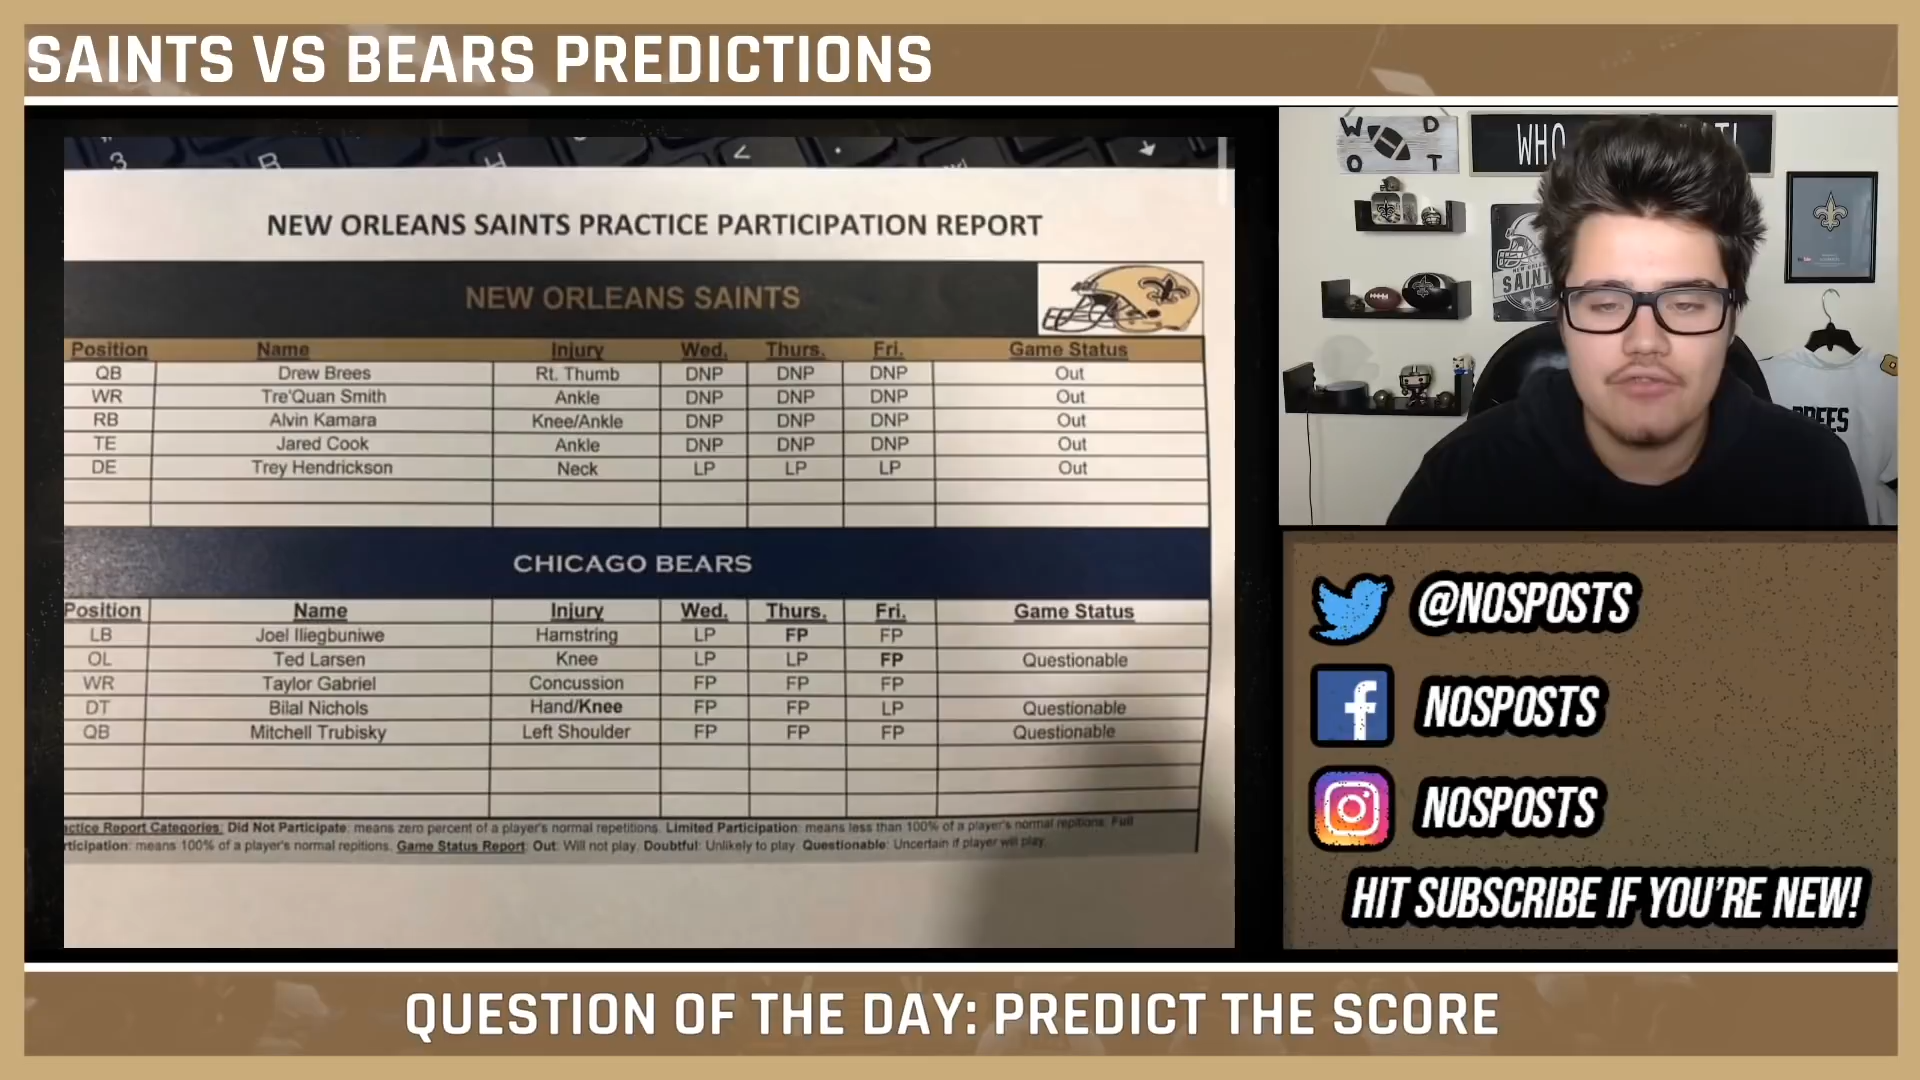 SAINTS VS BEARS PREDICTIONS
NEW ORLEANS SAINTS PRACTICE PARTICIPATION REPORT
NEW ORLEANS SAINTS
Position Name Injury Wed. Thurs. Fri. Game Status
QB Drew Brees Rt. Thumb DNP DNP DNP Out
WR Tre'Quan Smith Ankle DNP DNP DNP Out
RB Alvin Kamara Knee/Ankle DNP DNP DNP Out
TE Jared Cook Ankle DNP DNP DNP Out
DE Trey Hendrickson Neck LP LP LP Out
CHICAGO BEARS
Position Name Injury Wed. Thurs. Fri. Game Status
LB Joel Iliegbuniwe Hamstring LP FP FP
OL Ted Larsen Knee LP LP FP Questionable
WR Taylor Gabriel Concussion FP FP FP
DT Bilal Nichols Hand/Knee FP FP LP Questionable
QB Mitchell Trubisky Left Shoulder FP FP FP Questionable
actice Report Categories: Did Not Participate: means zero percent of a player's normal repetitions. Limited Participation: means less than 100% of a player's normal repitions. Full
rticipation: means 100% of a player's normal repitions. Game Status Report: Out: Will not play. Doubtful: Unlikely to play. Questionable: Uncertain if player will play.
W D
O T
WHO
SAINT
BREES
@NOSPOSTS
NOSPOSTS
NOSPOSTS
HIT SUBSCRIBE IF YOU'RE NEW!
QUESTION OF THE DAY: PREDICT THE SCORE